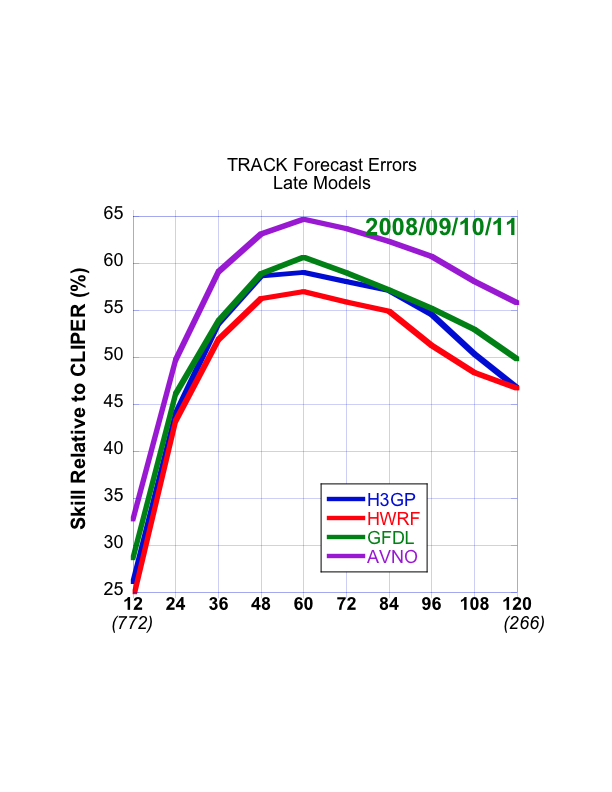 TRACK Forecast Errors
Late Models
2008/09/10/11
Skill Relative to CLIPER (%)
65
60
55
50
45
40
35
30
25
H3GP
HWRF
GFDL
AVNO
12 24 36 48 60 72 84 96 108 120
(772) (266)